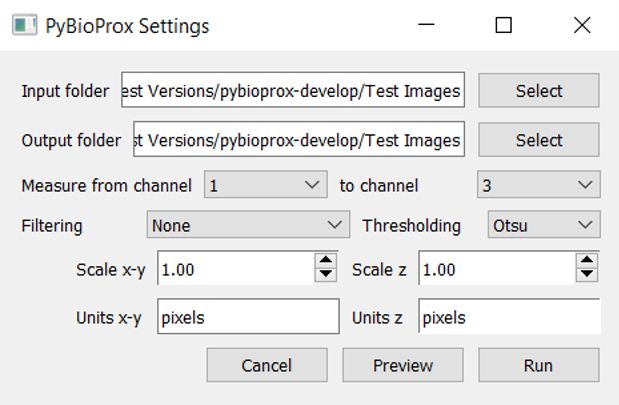 PyBioProx Settings
Input folder est Versions/pybioprox-develop/Test Images Select
Output folder st Versions/pybioprox-develop/Test Images Select
Measure from channel 1 to channel 3
Filtering None Thresholding Otsu
Scale x-y 1.00 Scale z 1.00
Units x-y pixels Units z pixels
Cancel Preview Run